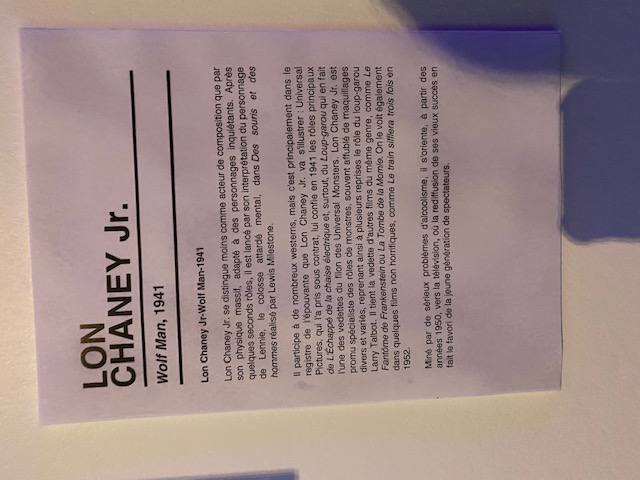 LON
CHANEY Jr.
Wolf Man, 1941
Lon Chaney Jr-Wolf Man-1941
Lon Chaney Jr. se distingue moins comme acteur de composition que par
son physique massif, adapté à des personnages inquiétants. Après
quelques seconds rôles, il est lancé par son interprétation du personnage
de Lennie, le colosse attardé mental, dans Des souris et des
hommes réalisé par Lewis Milestone.
Il participe à de nombreux westerns, mais c'est principalement dans le
registre de l'épouvante que Lon Chaney Jr. va s'illustrer : Universal
Pictures, qui l'a pris sous contrat, lui confie en 1941 les rôles principaux
de L'Échappé de la chaise électrique et, surtout, du Loup-garou qui en fait
l'une des vedettes du filon des Universal Monsters. Lon Chaney Jr. est
promu spécialiste des rôles de monstres, souvent affublé de maquillages
divers et variés, reprenant ainsi à plusieurs reprises le rôle du loup-garou
Larry Talbot. Il tient la vedette d'autres films du même genre, comme Le
Fantôme de Frankenstein ou La Tombe de la Momie. On le voit également
dans quelques films non horrifiques, comme Le train sifflera trois fois en
1952.
Miné par de sérieux problèmes d'alcoolisme, il s'oriente, à partir des
années 1950, vers la télévision, où la rediffusion de ses vieux succès en
fait le favori de la jeune génération de spectateurs.